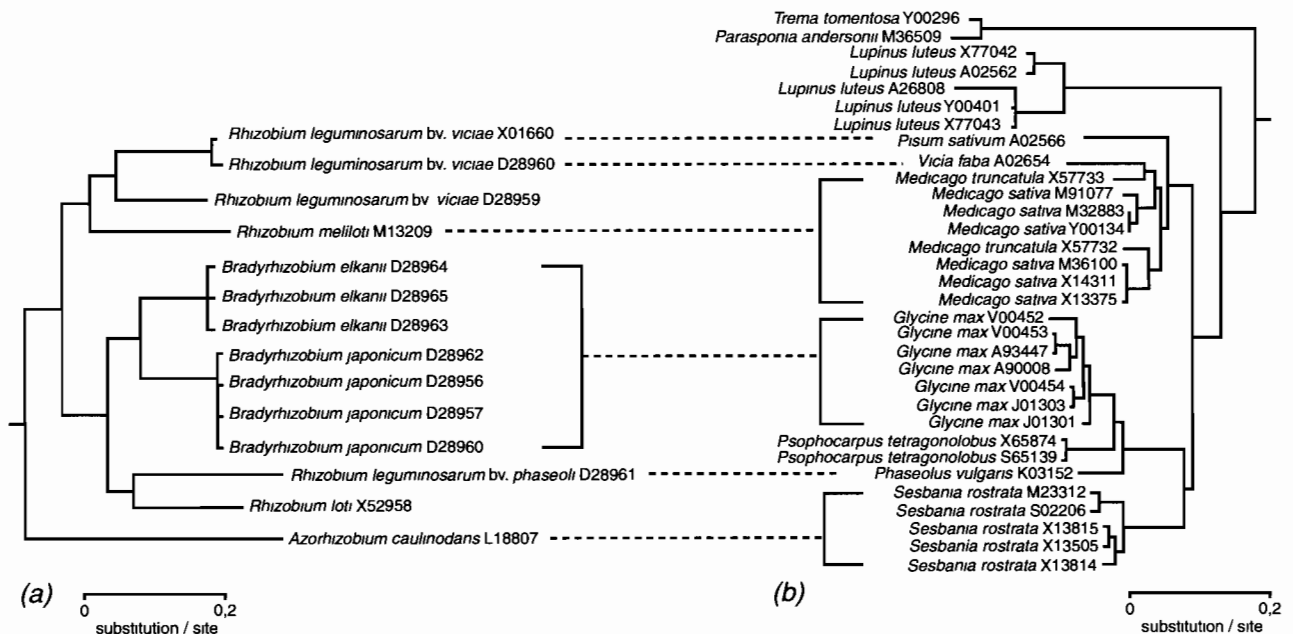 Rhizobium leguminosarum bv. viciae X01660
Rhizobium leguminosarum bv. viciae D28960
Rhizobium leguminosarum bv viciae D28959
Rhizobium meliloti M13209
Bradyrhizobium elkanii D28964
Bradyrhizobium elkanii D28965
Bradyrhizobium elkanii D28963
Bradyrhizobium japonicum D28962
Bradyrhizobium japonicum D28956
Bradyrhizobium japonicum D28957
Bradyrhizobium japonicum D28960
Rhizobium leguminosarum bv. phaseoli D28961
Rhizobium loti X52958
Azorhizobium caulinodans L18807
(a)
0 0,2
substitution / site
Trema tomentosa Y00296
Parasponia andersonii M36509
Lupinus luteus X77042
Lupinus luteus A02562
Lupinus luteus A26808
Lupinus luteus Y00401
Lupinus luteus X77043
Pisum sativum A02566
Vicia faba A02654
Medicago truncatula X57733
Medicago sativa M91077
Medicago sativa M32883
Medicago sativa Y00134
Medicago truncatula X57732
Medicago sativa M36100
Medicago sativa X14311
Medicago sativa X13375
Glycine max V00452
Glycine max V00453
Glycine max A93447
Glycine max A90008
Glycine max V00454
Glycine max J01303
Glycine max J01301
Psophocarpus tetragonolobus X65874
Psophocarpus tetragonolobus S65139
Phaseolus vulgaris K03152
Sesbania rostrata M23312
Sesbania rostrata S02206
Sesbania rostrata X13815
Sesbania rostrata X13505
Sesbania rostrata X13814
(b)
0 0,2
substitution / site